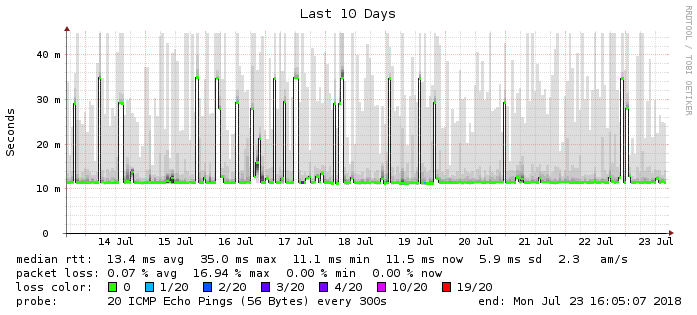 Last 10 Days
RRDTOOL / TOBI OETIKER
Seconds
40 m
30 m
20 m
10 m
0
14 Jul 15 Jul 16 Jul 17 Jul 18 Jul 19 Jul 20 Jul 21 Jul 22 Jul 23 Jul
median rtt: 13.4 ms avg 35.0 ms max 11.1 ms min 11.5 ms now 5.9 ms sd 2.3 am/s
packet loss: 0.07 % avg 16.94 % max 0.00 % min 0.00 % now
loss color: 0 1/20 2/20 3/20 4/20 10/20 19/20
probe: 20 ICMP Echo Pings (56 Bytes) every 300s end: Mon Jul 23 16:05:07 2018